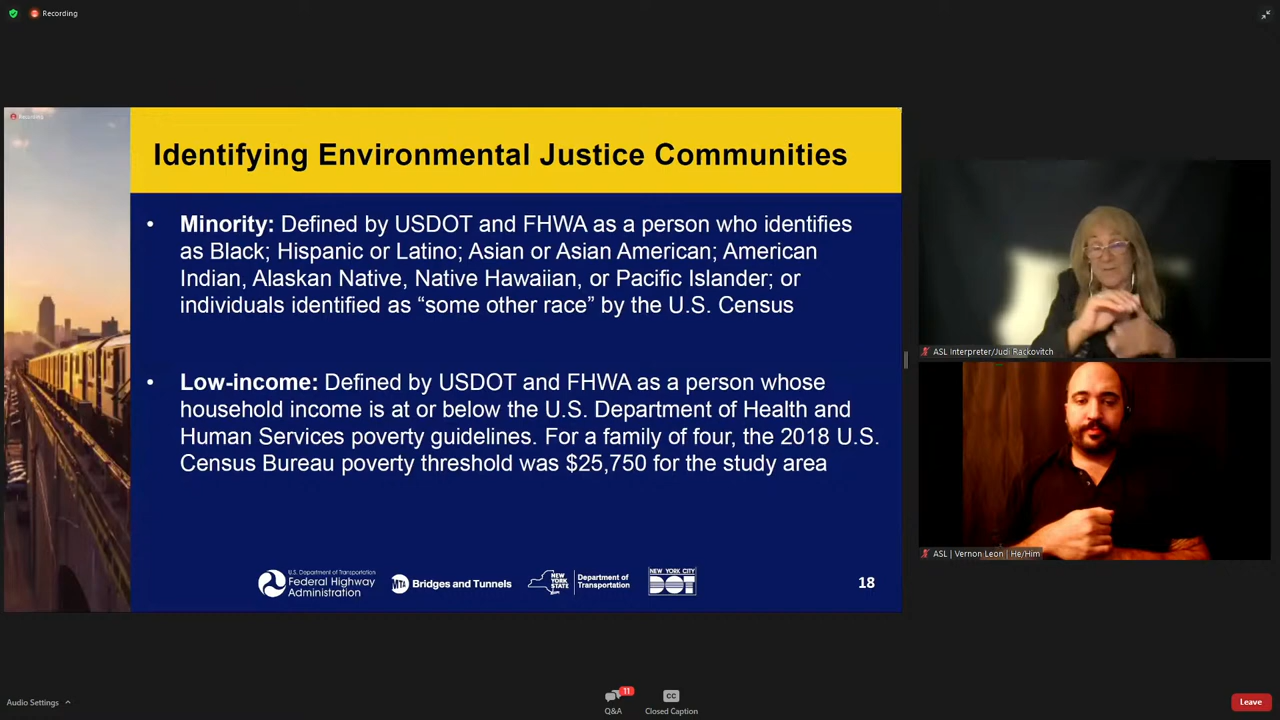 Recording
Recording
Identifying Environmental Justice Communities
• Minority: Defined by USDOT and FHWA as a person who identifies
as Black; Hispanic or Latino; Asian or Asian American; American
Indian, Alaskan Native, Native Hawaiian, or Pacific Islander; or
individuals identified as “some other race” by the U.S. Census
• Low-income: Defined by USDOT and FHWA as a person whose
household income is at or below the U.S. Department of Health and
Human Services poverty guidelines. For a family of four, the 2018 U.S.
Census Bureau poverty threshold was $25,750 for the study area
U.S. Department of Transportation
Federal Highway
Administration
MTA Bridges and Tunnels
NEW YORK STATE
Department of
Transportation
NEW YORK CITY
DOT
18
ASL Interpreter/Judi Rackovitch
ASL | Vernon Leon | He/Him
Audio Settings
11
Q&A
CC
Closed Caption
Leave